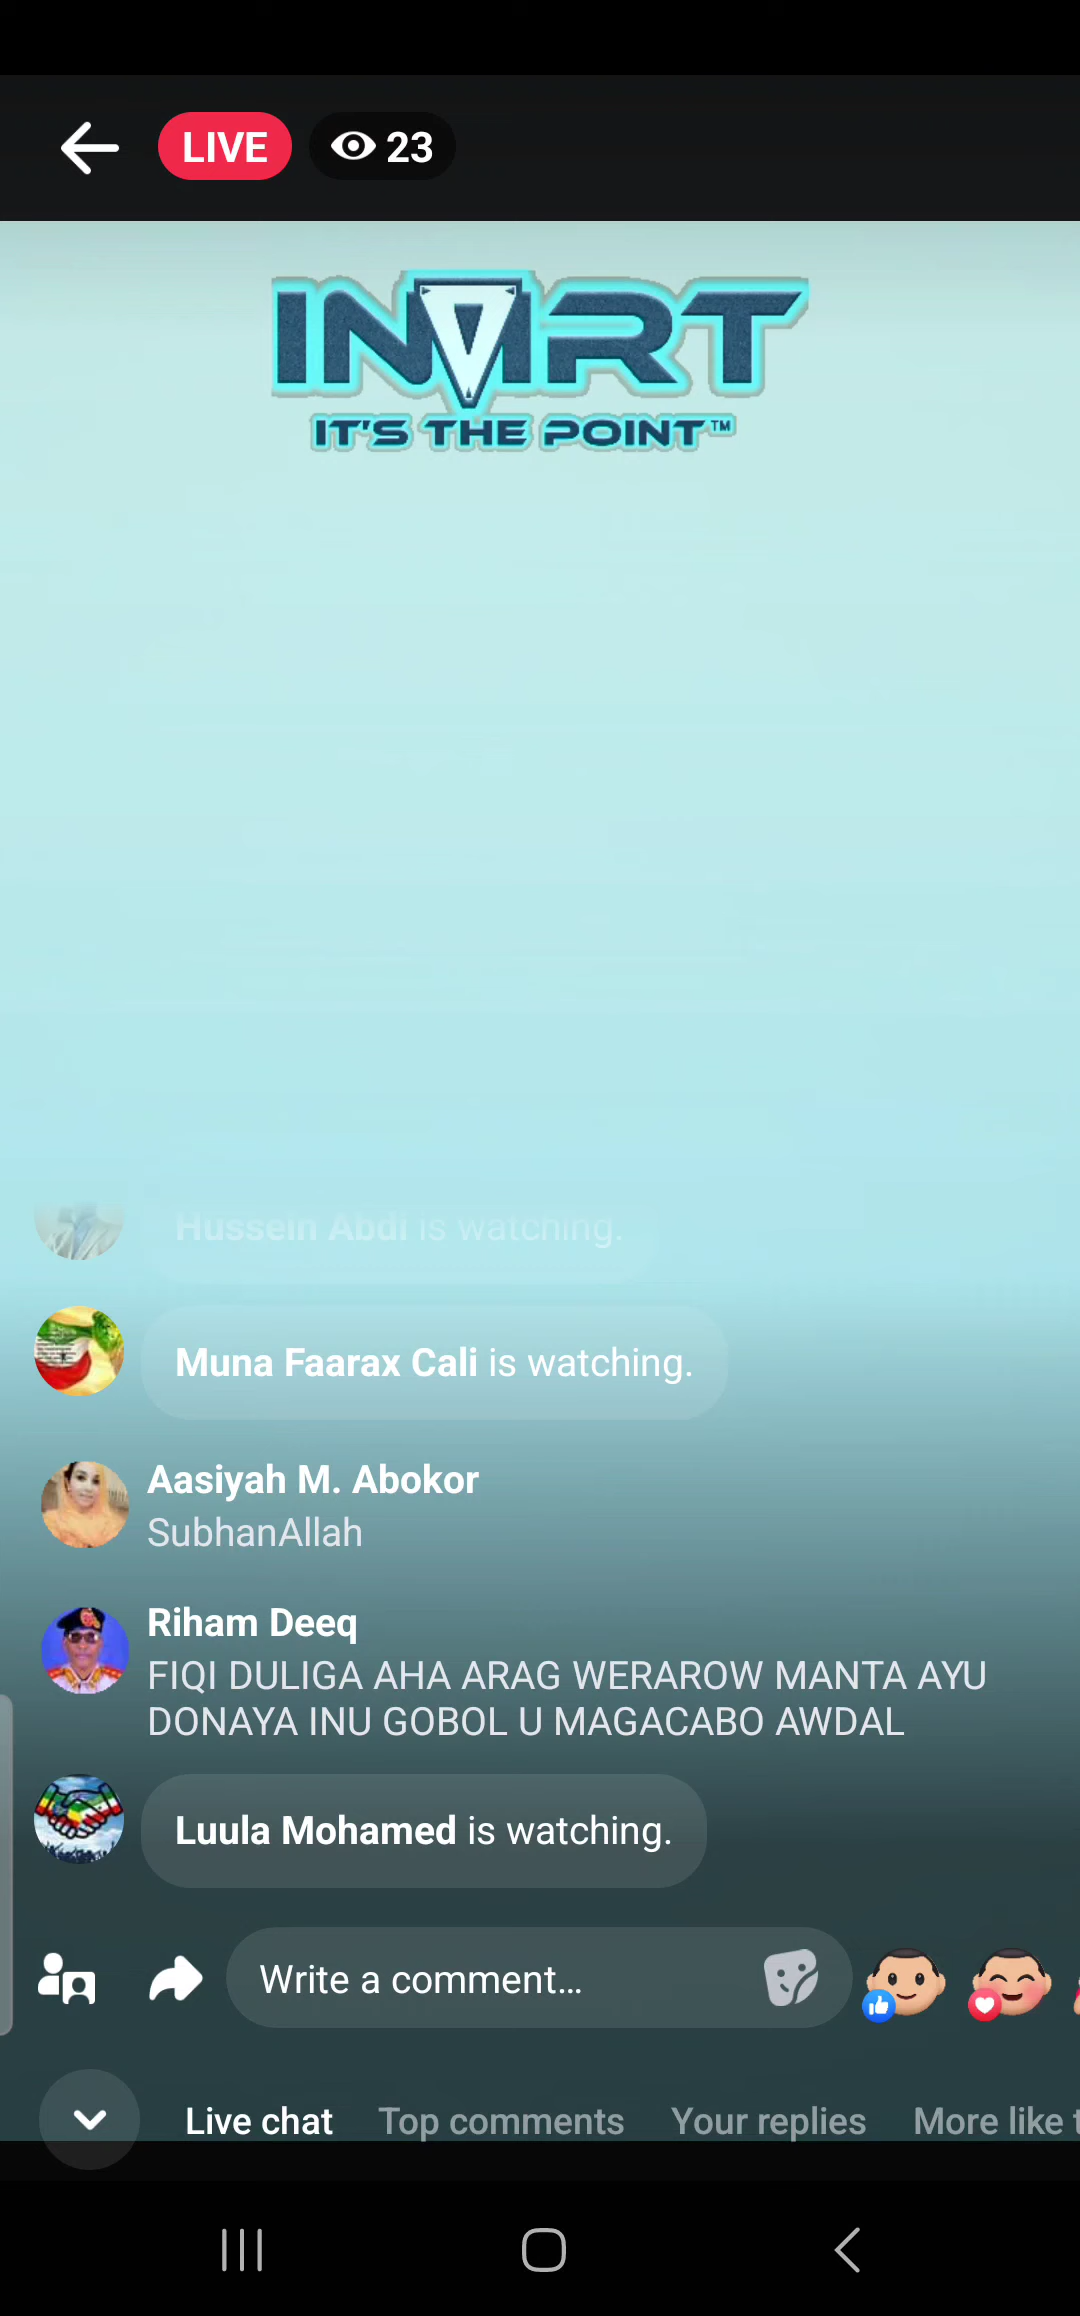 LIVE
23
INVRT
IT'S THE POINT™
Hussein Abdi is watching.
Muna Faarax Cali is watching.
Aasiyah M. Abokor
SubhanAllah
Riham Deeq
FIQI DULIGA AHA ARAG WERAROW MANTA AYU
DONAYA INU GOBOL U MAGACABO AWDAL
Luula Mohamed is watching.
Write a comment...
Live chat Top comments Your replies More like t